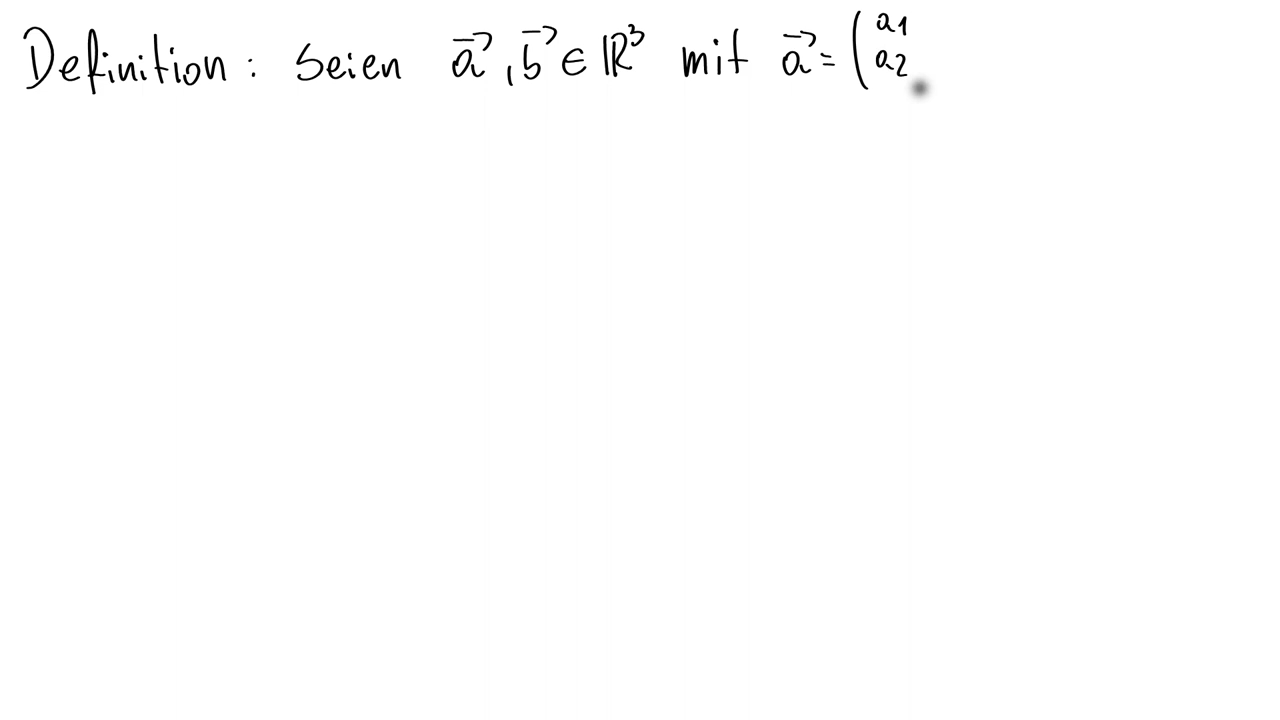 Definition: Seien a⃗, b⃗ ∈ ℝ³ mit a⃗ = ( a1
a2